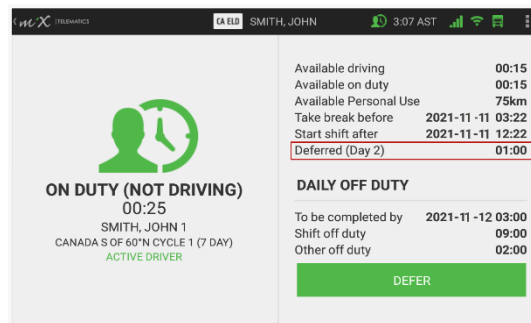 miX TELEMATICS CA ELD SMITH, JOHN 3:07 AST
Available driving 00:15
Available on duty 00:15
Available Personal Use 75km
Take break before 2021-11-11 03:22
Start shift after 2021-11-11 12:22
Deferred (Day 2) 01:00
ON DUTY (NOT DRIVING)
00:25
SMITH, JOHN 1
CANADA S OF 60°N CYCLE 1 (7 DAY)
ACTIVE DRIVER
DAILY OFF DUTY
To be completed by 2021-11-12 03:00
Shift off duty 09:00
Other off duty 02:00
DEFER